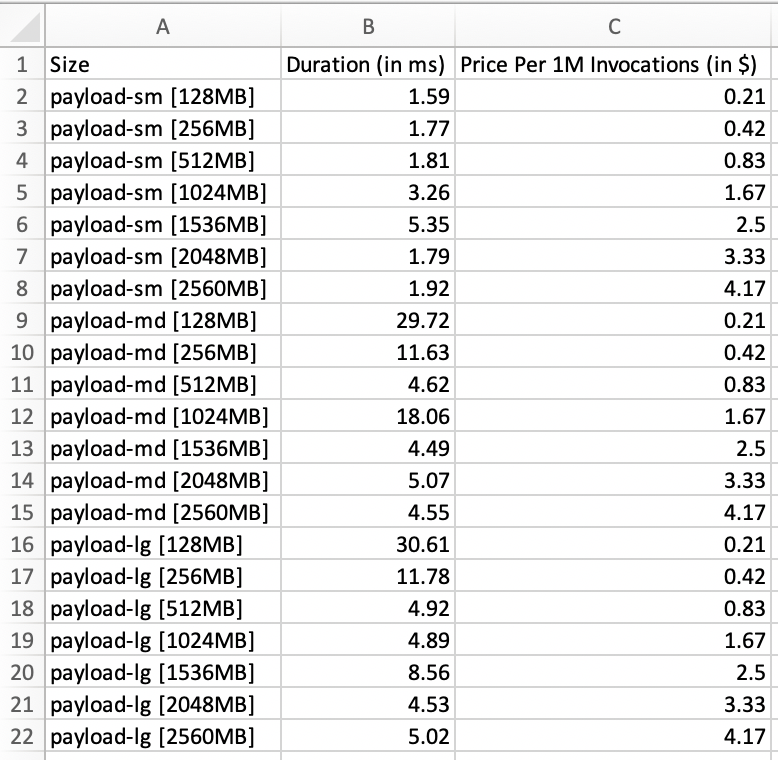 A B C
1 Size Duration (in ms) Price Per 1M Invocations (in $)
2 payload-sm [128MB] 1.59 0.21
3 payload-sm [256MB] 1.77 0.42
4 payload-sm [512MB] 1.81 0.83
5 payload-sm [1024MB] 3.26 1.67
6 payload-sm [1536MB] 5.35 2.5
7 payload-sm [2048MB] 1.79 3.33
8 payload-sm [2560MB] 1.92 4.17
9 payload-md [128MB] 29.72 0.21
10 payload-md [256MB] 11.63 0.42
11 payload-md [512MB] 4.62 0.83
12 payload-md [1024MB] 18.06 1.67
13 payload-md [1536MB] 4.49 2.5
14 payload-md [2048MB] 5.07 3.33
15 payload-md [2560MB] 4.55 4.17
16 payload-lg [128MB] 30.61 0.21
17 payload-lg [256MB] 11.78 0.42
18 payload-lg [512MB] 4.92 0.83
19 payload-lg [1024MB] 4.89 1.67
20 payload-lg [1536MB] 8.56 2.5
21 payload-lg [2048MB] 4.53 3.33
22 payload-lg [2560MB] 5.02 4.17